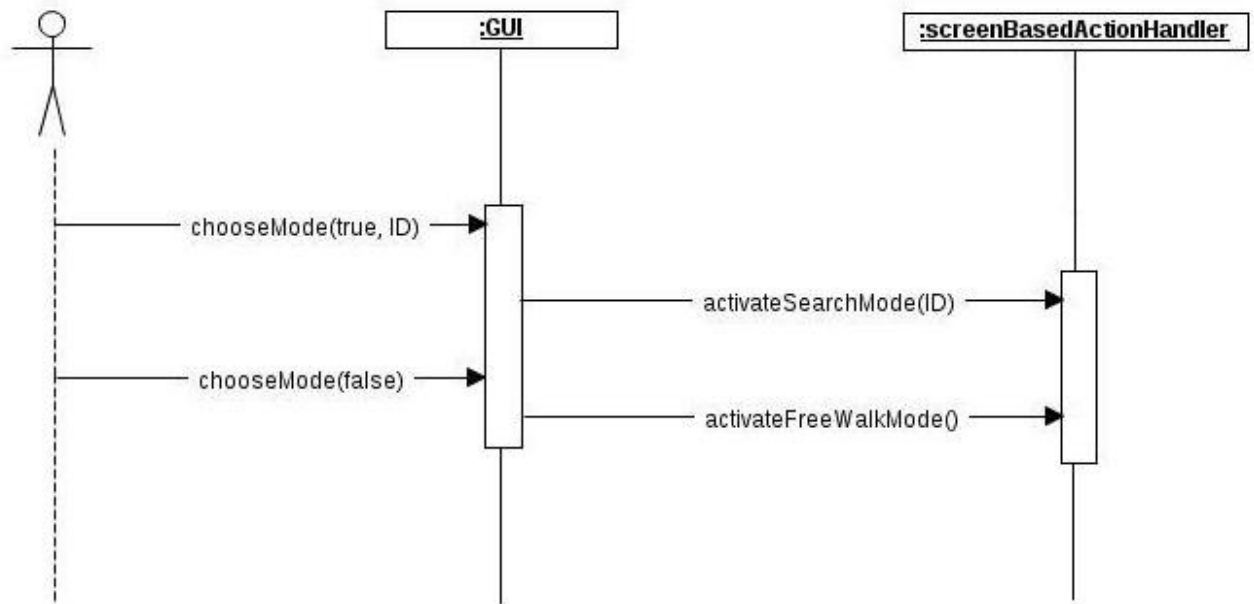 :GUI
:screenBasedActionHandler
chooseMode(true, ID)
activateSearchMode(ID)
chooseMode(false)
activateFreeWalkMode()